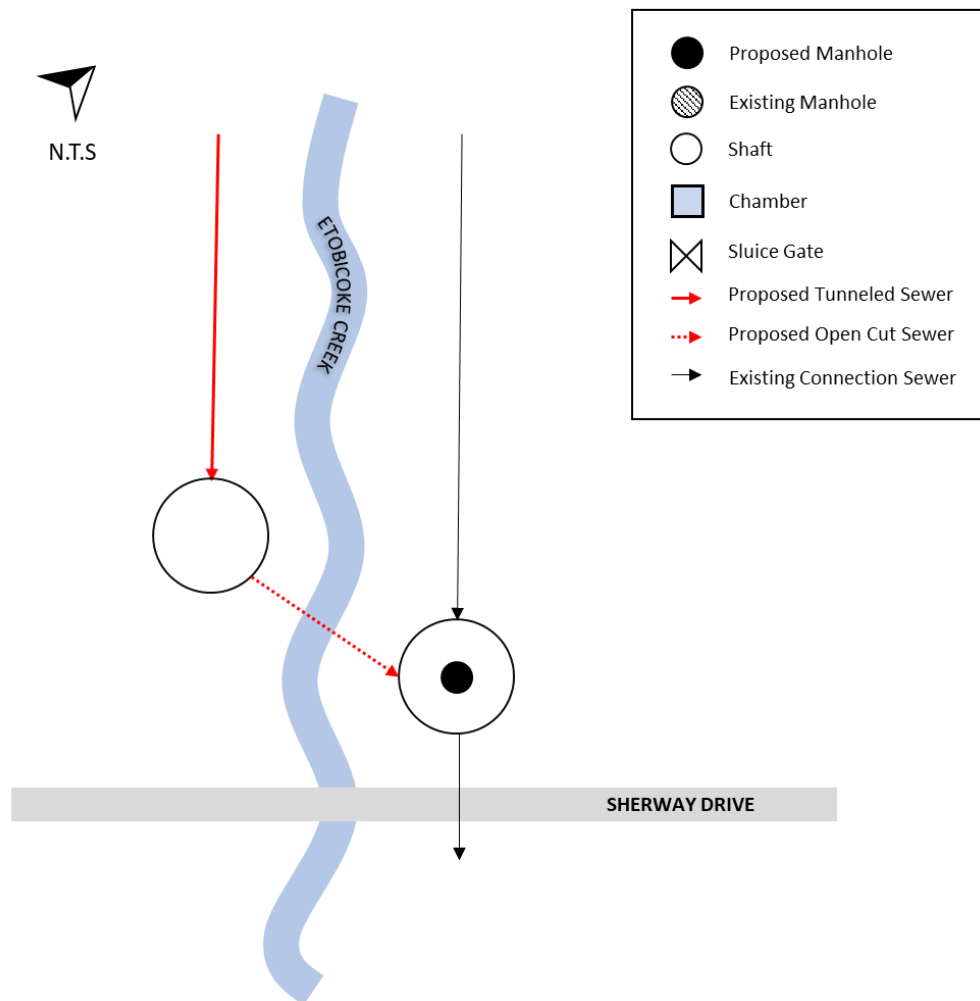 N.T.S
ETOBICOKE CREEK
Proposed Manhole
Existing Manhole
Shaft
Chamber
Sluice Gate
Proposed Tunneled Sewer
Proposed Open Cut Sewer
Existing Connection Sewer
SHERWAY DRIVE